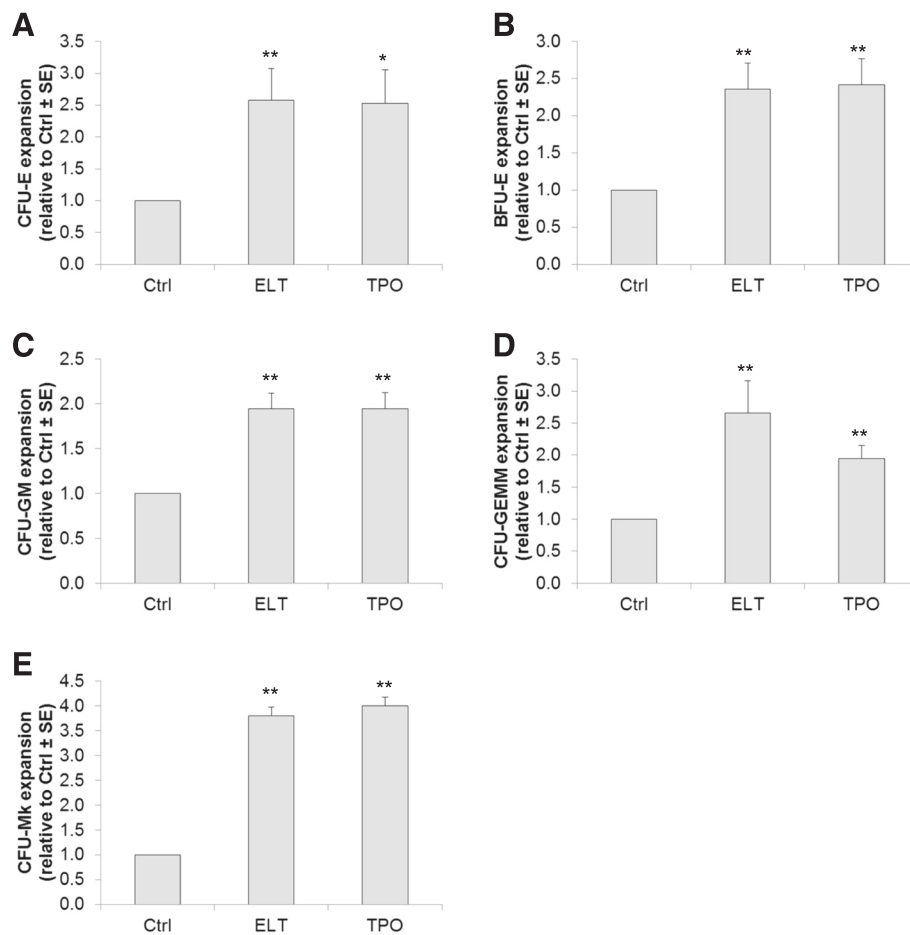 A
CFU-E expansion
(relative to Ctrl ± SE)
3.5
3.0
2.5
2.0
1.5
1.0
0.5
0.0
**
*
Ctrl ELT TPO
B
BFU-E expansion
(relative to Ctrl ± SE)
3.0
2.5
2.0
1.5
1.0
0.5
0.0
**
**
Ctrl ELT TPO
C
CFU-GM expansion
(relative to Ctrl ± SE)
2.5
2.0
1.5
1.0
0.5
0.0
**
**
Ctrl ELT TPO
D
CFU-GEMM expansion
(relative to Ctrl ± SE)
3.5
3.0
2.5
2.0
1.5
1.0
0.5
0.0
**
**
Ctrl ELT TPO
E
CFU-Mk expansion
(relative to Ctrl ± SE)
4.5
4.0
3.5
3.0
2.5
2.0
1.5
1.0
0.5
0.0
**
**
Ctrl ELT TPO